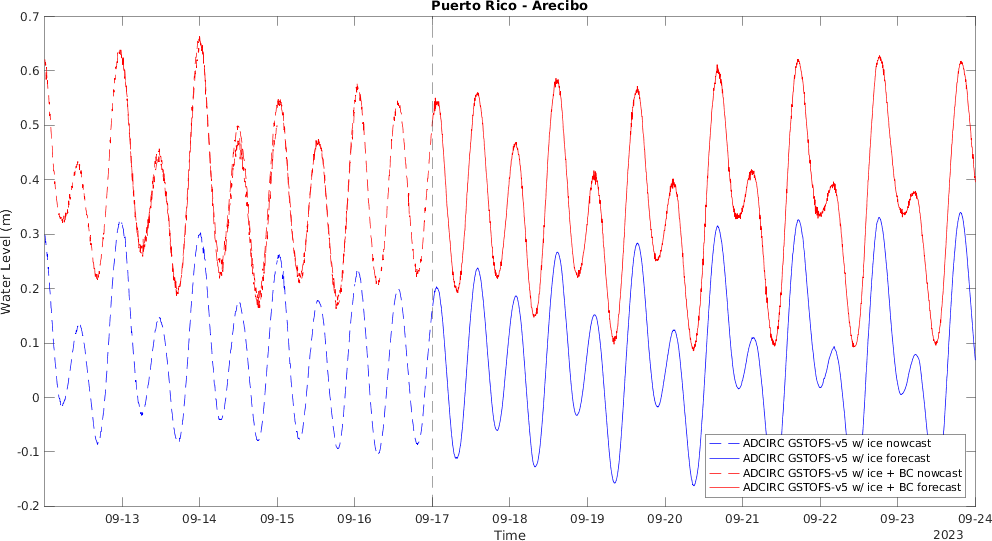 Puerto Rico - Arecibo
0.7
0.6
0.5
0.4
0.3
0.2
0.1
0
-0.1
-0.2
Water Level (m)
ADCIRC GSTOFS-v5 w/ ice nowcast
ADCIRC GSTOFS-v5 w/ ice forecast
ADCIRC GSTOFS-v5 w/ ice + BC nowcast
ADCIRC GSTOFS-v5 w/ ice + BC forecast
09-13 09-14 09-15 09-16 09-17 09-18 09-19 09-20 09-21 09-22 09-23 09-24
Time
2023